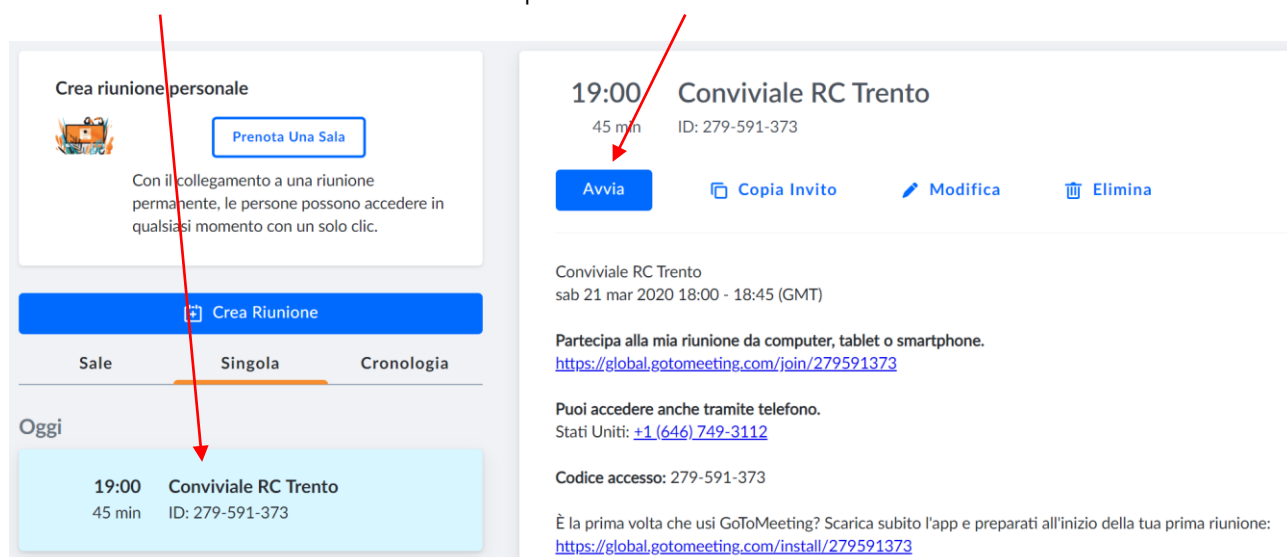 Crea riunione personale
Prenota Una Sala
Con il collegamento a una riunione
permanente, le persone possono accedere in
qualsiasi momento con un solo clic.
Crea Riunione
Sale Singola Cronologia
Oggi
19:00 Conviviale RC Trento
45 min ID: 279-591-373
19:00 Conviviale RC Trento
45 min ID: 279-591-373
Avvia Copia Invito Modifica Elimina
Conviviale RC Trento
sab 21 mar 2020 18:00 - 18:45 (GMT)
Partecipa alla mia riunione da computer, tablet o smartphone.
https://global.gotomeeting.com/join/279591373
Puoi accedere anche tramite telefono.
Stati Uniti: +1 (646) 749-3112
Codice accesso: 279-591-373
È la prima volta che usi GoToMeeting? Scarica subito l'app e preparati all'inizio della tua prima riunione:
https://global.gotomeeting.com/install/279591373